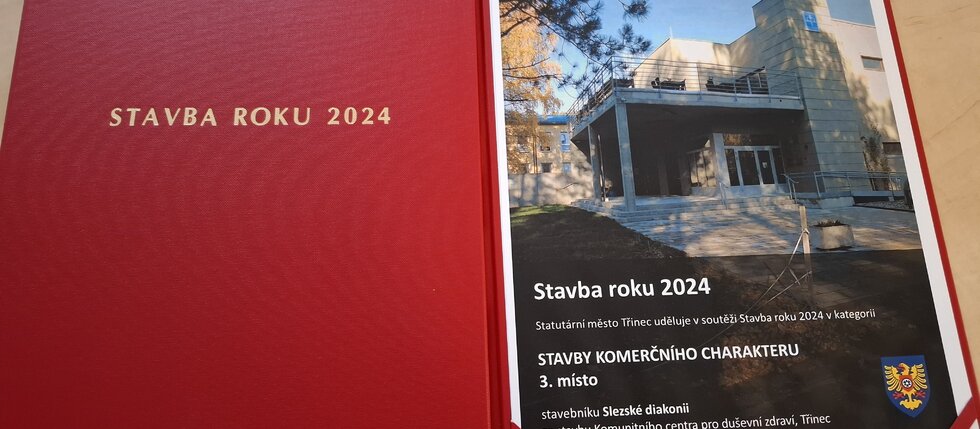 STAVBA ROKU 2024
Stavba roku 2024
Statutární město Třinec uděluje v soutěži Stavba roku 2024 v kategorii
STAVBY KOMERČNÍHO CHARAKTERU
3. místo
stavebníku Slezské diakonii
stavby Komunitního centra pro duševní zdraví, Třinec